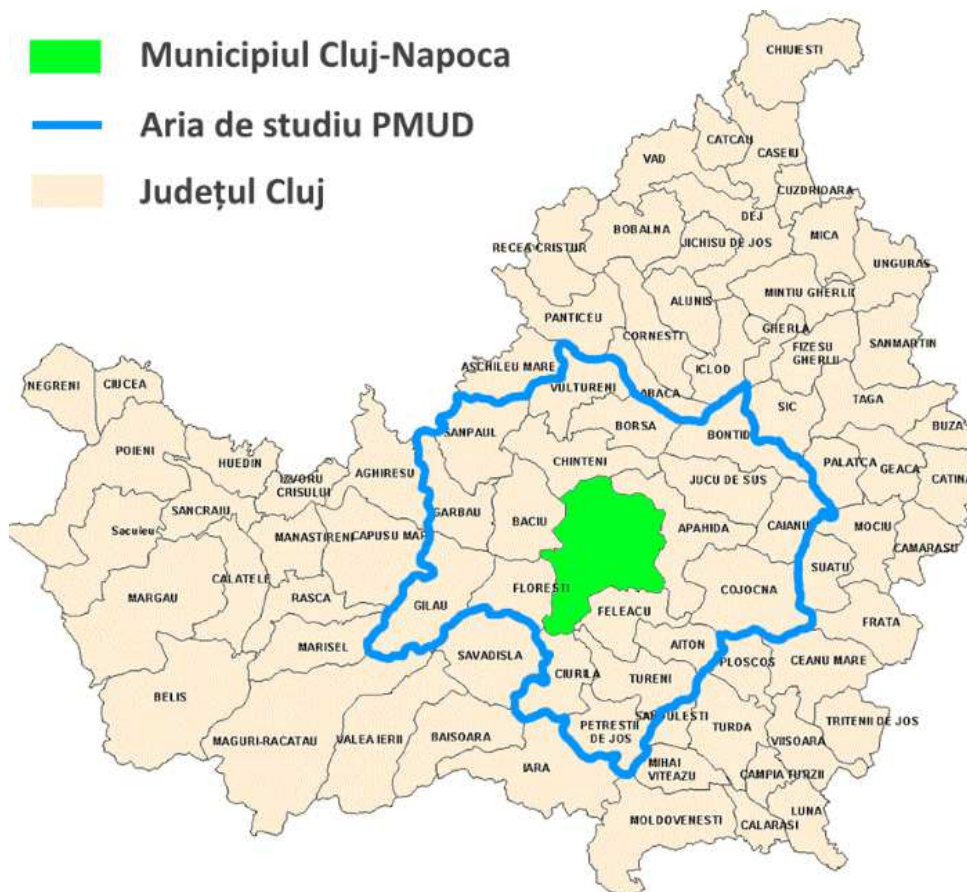 Municipiul Cluj-Napoca
Aria de studiu PMUD
Județul Cluj
CHIUIESTI
CATCAU
VAD
CASEIU
CUZDRIOARA
DEJ
BOBALNA
JICHISU DE JOS
MICA
RECEA CRISTUR
UNGURAS
ALUNIS
MINTIU GHERLII
PANTICEU
CORNESTI
GHERLA
FIZESU
GHERLII
SANMARTIN
ASCHILEU MARE
ICLOD
NEGRENI
CIUCEA
VULTURENI
ABACA
SIC
TAGA
BORSA
SANPAUL
BONTID
BUZA
POIENI
HUEDIN
CHINTENI
PALATCA
GEACA
AGHIRESU
IZVORU
CRISULUI
JUCU DE SUS
CATINA
SANCRAIU
GARBAU
BACIU
Sacuieu
MANASTIRENI
CAPUSU MAR
APAHIDA
CAIANU
MOCIU
CAMARASU
CALATELE
SUATU
MARGAU
RASCA
GILAU
FLORESTI
COJOCNA
FELEACU
FRATA
MARISEL
SAVADISLA
AITON
PLOSCOS
CEANU MARE
CIURILA
TURENI
BELIS
SANDULESTI
PETRESTII
DE JOS
TURDA
TRITENII DE JOS
MAGURI-RACATAU
VALEA IERII
BAISOARA
VIISOARA
IARA
MIHAI
VITEAZU
CAMPIA TURZII
LUNA
MOLDOVENESTI
CALARASI